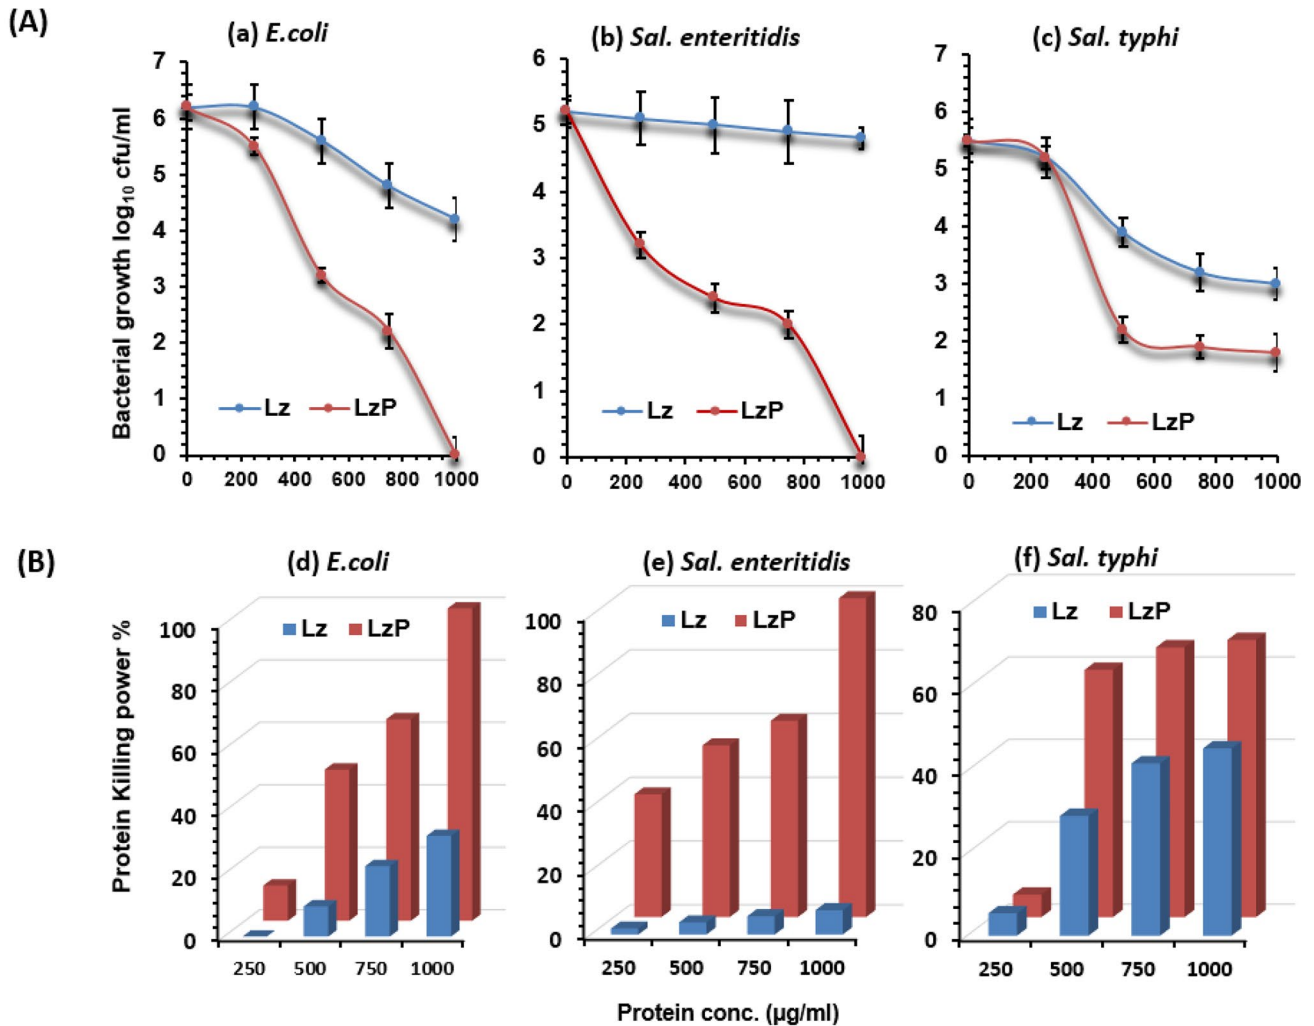 (A)
(a) E.coli
(b) Sal. enteritidis
(c) Sal. typhi
Bacterial growth log10 cfu/ml
7
6
5
4
3
2
1
0
Lz LzP
0 200 400 600 800 1000
6
5
4
3
2
1
0
Lz LzP
0 200 400 600 800 1000
7
6
5
4
3
2
1
0
Lz LzP
0 200 400 600 800 1000
(B)
(d) E.coli
(e) Sal. enteritidis
(f) Sal. typhi
Protein Killing power %
100
80
60
40
20
0
Lz LzP
250 500 750 1000
100
80
60
40
20
0
Lz LzP
250 500 750 1000
80
60
40
20
0
Lz LzP
250 500 750 1000
Protein conc. (µg/ml)